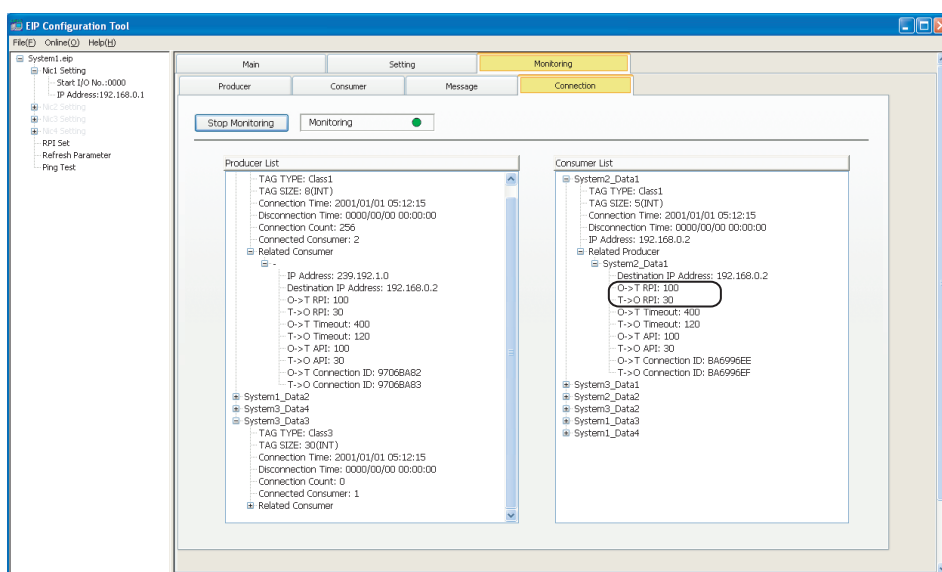 EIP Configuration Tool
File(F) Online(O) Help(H)
System1.eip
Nic1 Setting
Start I/O No.:0000
IP Address:192.168.0.1
Nic2 Setting
Nic3 Setting
Nic4 Setting
RPI Set
Refresh Parameter
Ping Test
Main Setting Monitoring
Producer Consumer Message Connection
Stop Monitoring Monitoring
Producer List
TAG TYPE: Class1
TAG SIZE: 8(INT)
Connection Time: 2001/01/01 05:12:15
Disconnection Time: 0000/00/00 00:00:00
Connection Count: 256
Connected Consumer: 2
Related Consumer
-
IP Address: 239.192.1.0
Destination IP Address: 192.168.0.2
O->T RPI: 100
T->O RPI: 30
O->T Timeout: 400
T->O Timeout: 120
O->T API: 100
T->O API: 30
O->T Connection ID: 9706BA82
T->O Connection ID: 9706BA83
System1_Data2
System3_Data4
System3_Data3
TAG TYPE: Class3
TAG SIZE: 30(INT)
Connection Time: 2001/01/01 05:12:15
Disconnection Time: 0000/00/00 00:00:00
Connection Count: 0
Connected Consumer: 1
Related Consumer
Consumer List
System2_Data1
TAG TYPE: Class1
TAG SIZE: 5(INT)
Connection Time: 2001/01/01 05:12:15
Disconnection Time: 0000/00/00 00:00:00
IP Address: 192.168.0.2
Related Producer
System2_Data1
Destination IP Address: 192.168.0.2
O->T RPI: 100
T->O RPI: 30
O->T Timeout: 400
T->O Timeout: 120
O->T API: 100
T->O API: 30
O->T Connection ID: BA6996EE
T->O Connection ID: BA6996EF
System3_Data1
System2_Data2
System3_Data2
System1_Data3
System1_Data4